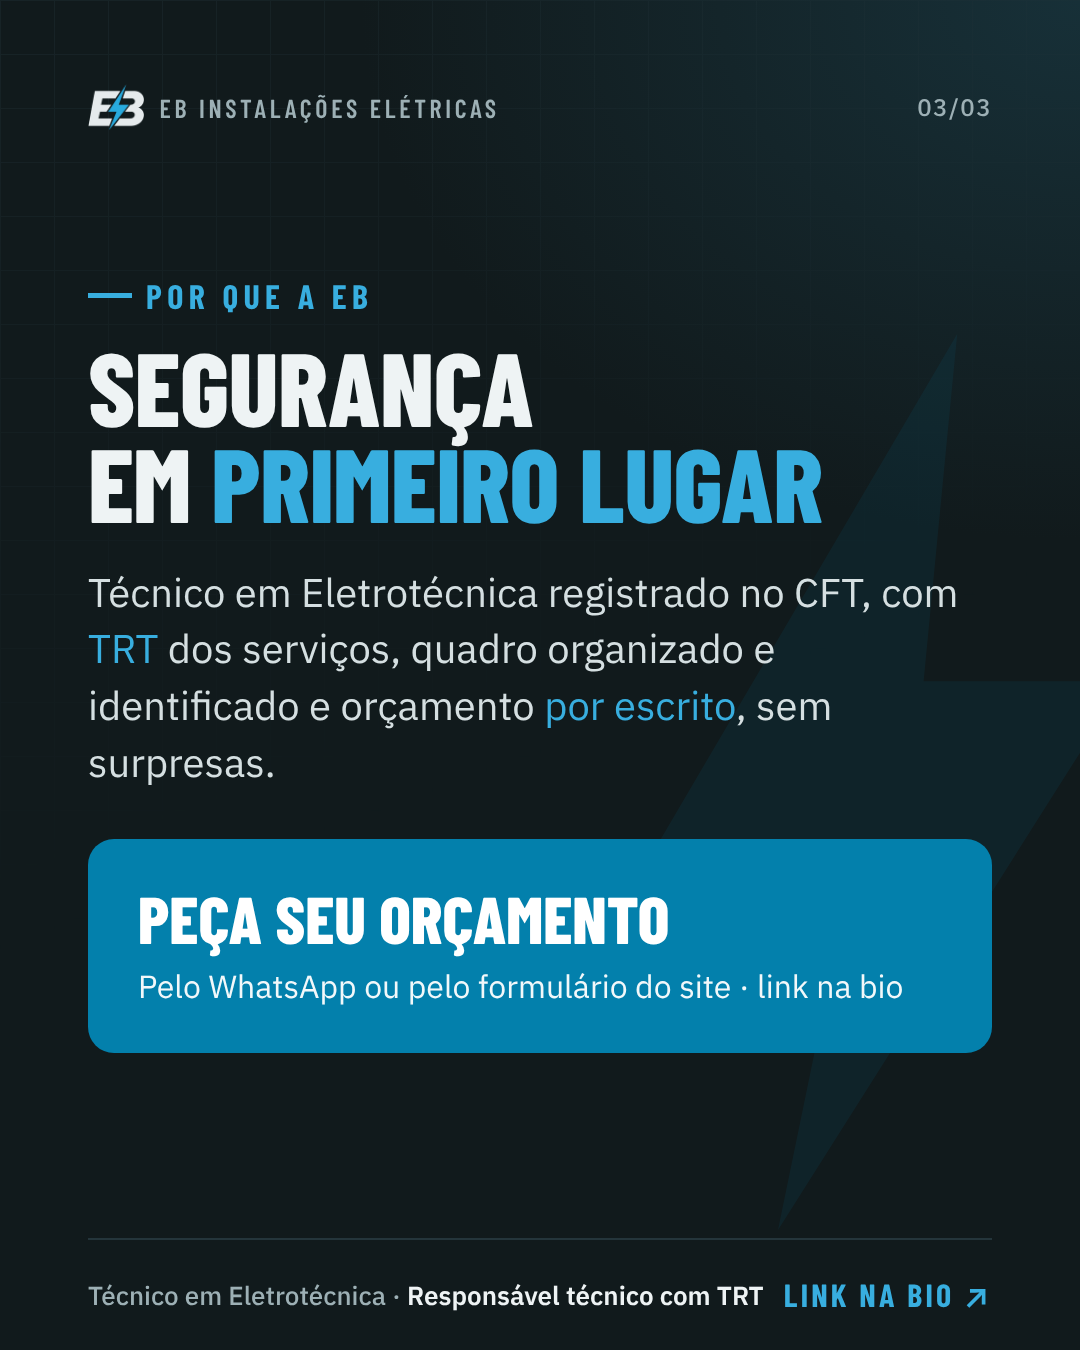 EB EB INSTALAÇÕES ELÉTRICAS
03/03
POR QUE A EB
SEGURANÇA
EM PRIMEIRO LUGAR
Técnico em Eletrotécnica registrado no CFT, com
TRT dos serviços, quadro organizado e
identificado e orçamento por escrito, sem
surpresas.
PEÇA SEU ORÇAMENTO
Pelo WhatsApp ou pelo formulário do site · link na bio
Técnico em Eletrotécnica · Responsável técnico com TRT LINK NA BIO ↗